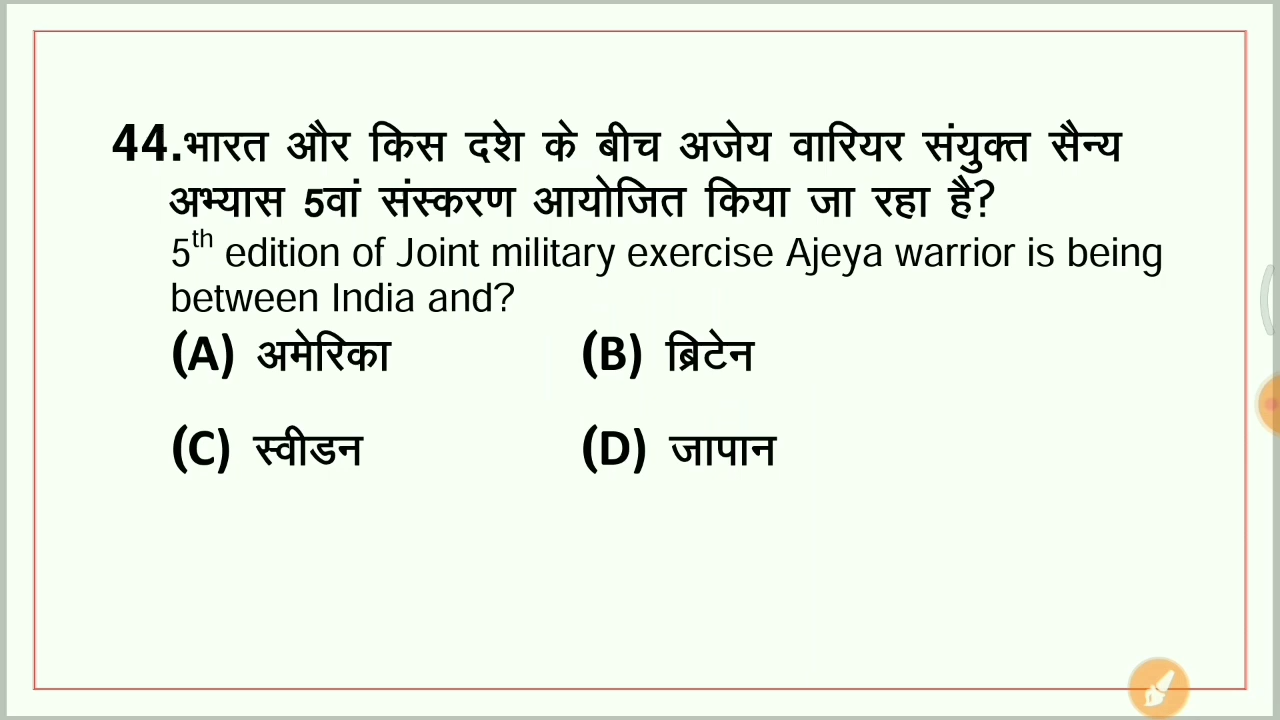 44.भारत और किस दशे के बीच अजेय वारियर संयुक्त सैन्य
अभ्यास 5वां संस्करण आयोजित किया जा रहा है?
5th edition of Joint military exercise Ajeya warrior is being
between India and?
(A) अमेरिका (B) ब्रिटेन
(C) स्वीडन (D) जापान